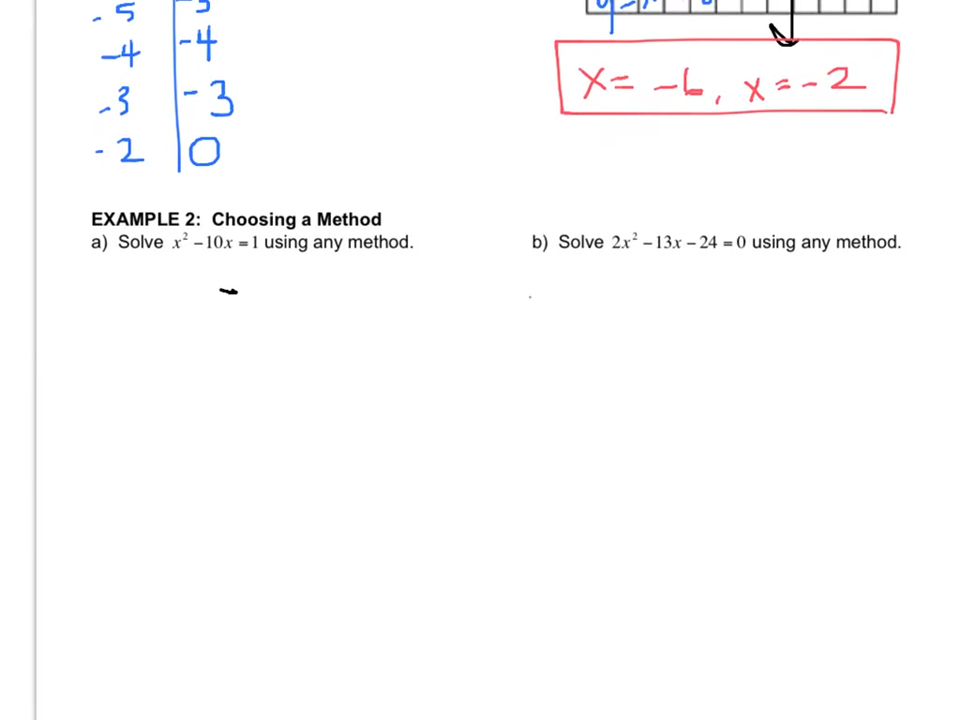 -5 -3
-4 -4
-3 -3
-2 0
x = -6, x = -2
EXAMPLE 2: Choosing a Method
a) Solve x² − 10x = 1 using any method.
b) Solve 2x² − 13x − 24 = 0 using any method.